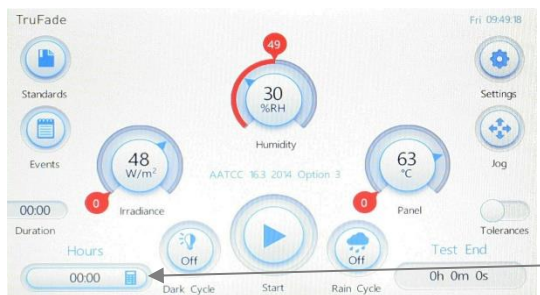 TruFade
Fri 09:49:18
49
Standards
30
%RH
Settings
Humidity
Events
48
W/m²
63
°C
Jog
AATCC 16.3 2014 Option 3
0
Irradiance
0
Panel
00:00
Duration
Tolerances
Hours
Off
Off
Test End
00:00
0h 0m 0s
Dark Cycle
Start
Rain Cycle